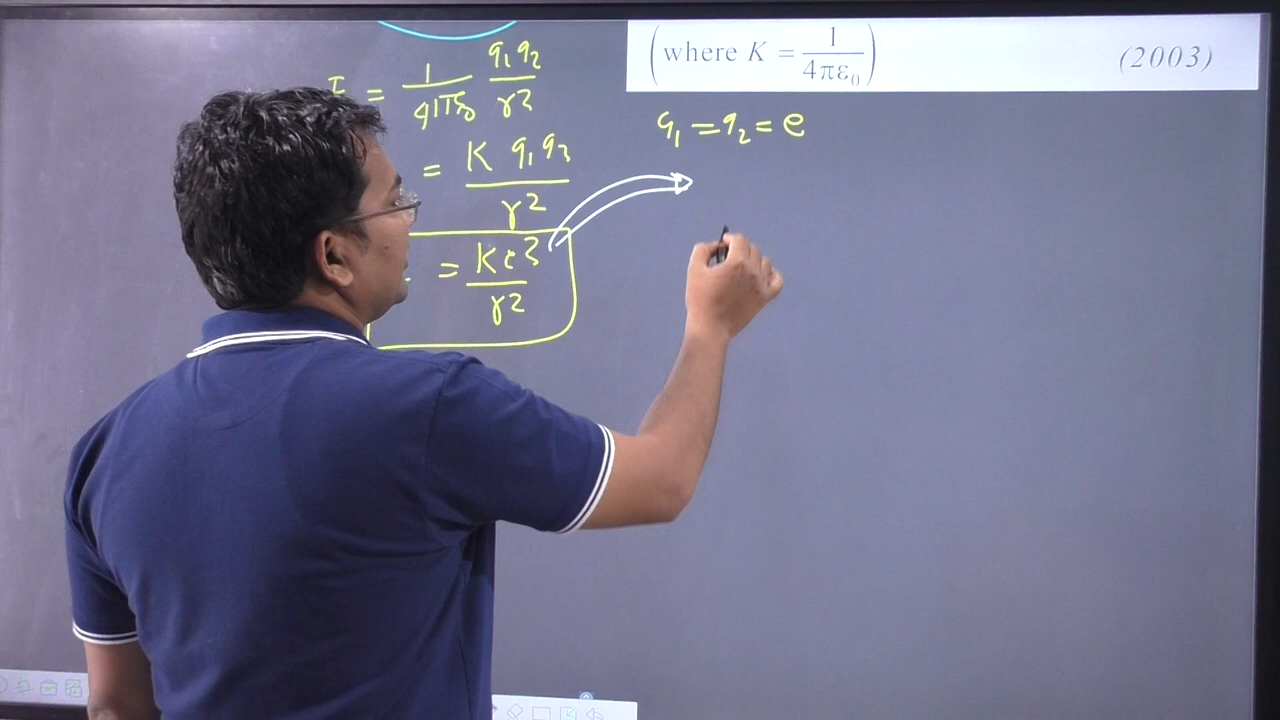 (where K = 1/4πε₀) (2003)
F = 1/4πε₀ q₁q₂/r²
= K q₁q₂/r²
= Ke²/r²
q₁ = q₂ = e